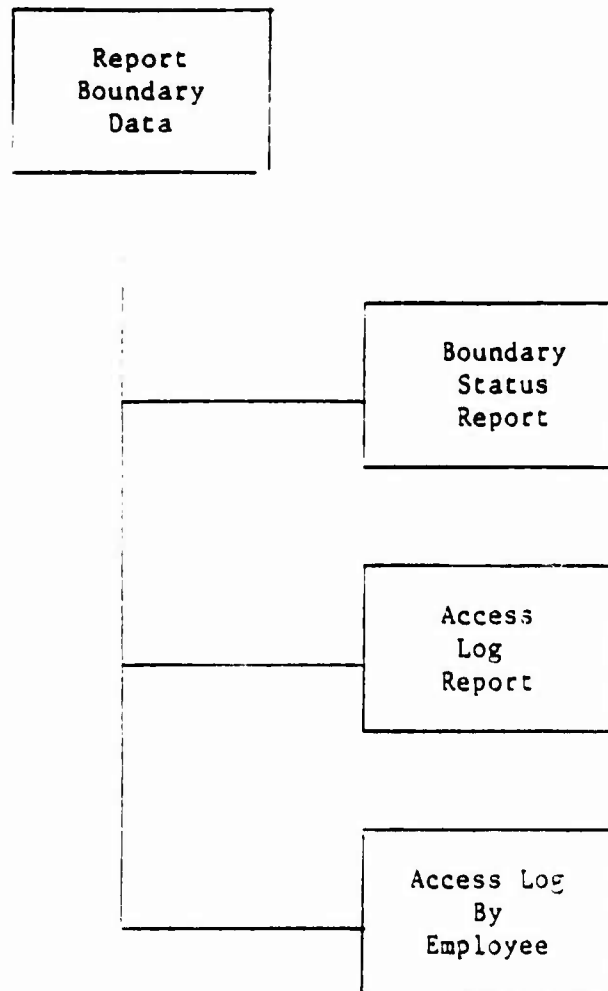 Report
Boundary
Data
Boundary
Status
Report
Access
Log
Report
Access Log
By
Employee